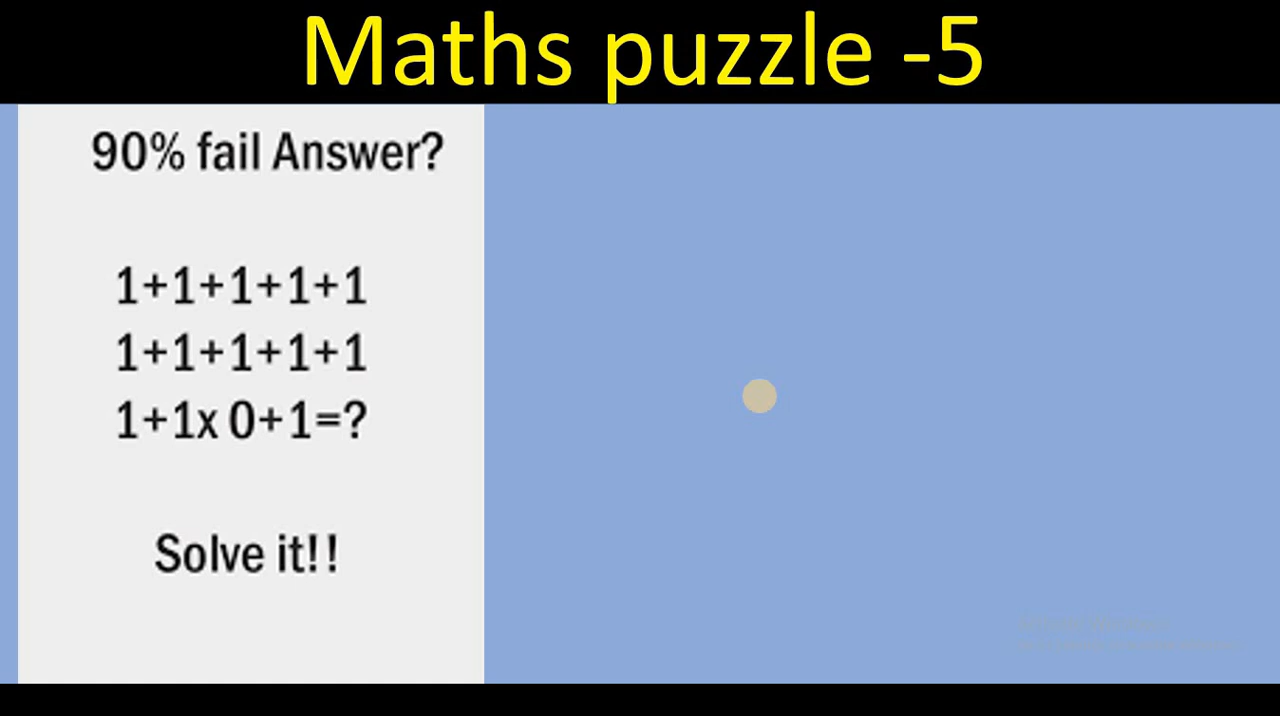 Maths puzzle -5
90% fail Answer?
1+1+1+1+1
1+1+1+1+1
1+1x 0+1=?
Solve it!!